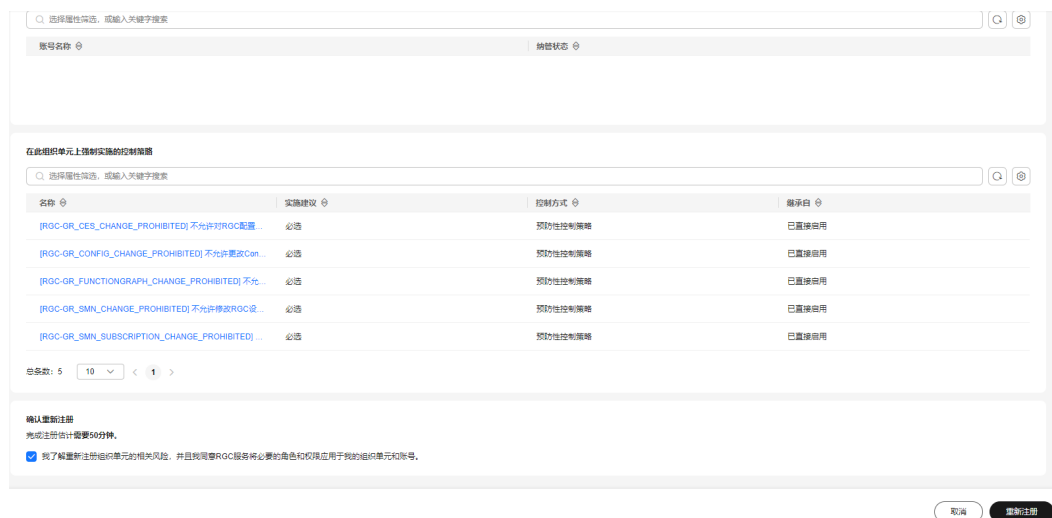 选择属性筛选，或输入关键字搜索
账号名称 纳管状态
在此组织单元上强制实施的控制策略
选择属性筛选，或输入关键字搜索
名称 实施建议 控制方式 继承自
[RGC-GR_CES_CHANGE_PROHIBITED] 不允许对RGC配置... 必选 预防性控制策略 已直接启用
[RGC-GR_CONFIG_CHANGE_PROHIBITED] 不允许更改Con... 必选 预防性控制策略 已直接启用
[RGC-GR_FUNCTIONGRAPH_CHANGE_PROHIBITED] 不允... 必选 预防性控制策略 已直接启用
[RGC-GR_SMN_CHANGE_PROHIBITED] 不允许修改RGC设... 必选 预防性控制策略 已直接启用
[RGC-GR_SMN_SUBSCRIPTION_CHANGE_PROHIBITED] ... 必选 预防性控制策略 已直接启用
总条数：5 10 1
确认重新注册
完成注册估计需要50分钟。
我了解重新注册组织单元的相关风险，并且我同意RGC服务将必要的角色和权限应用于我的组织单元和账号。
取消 重新注册